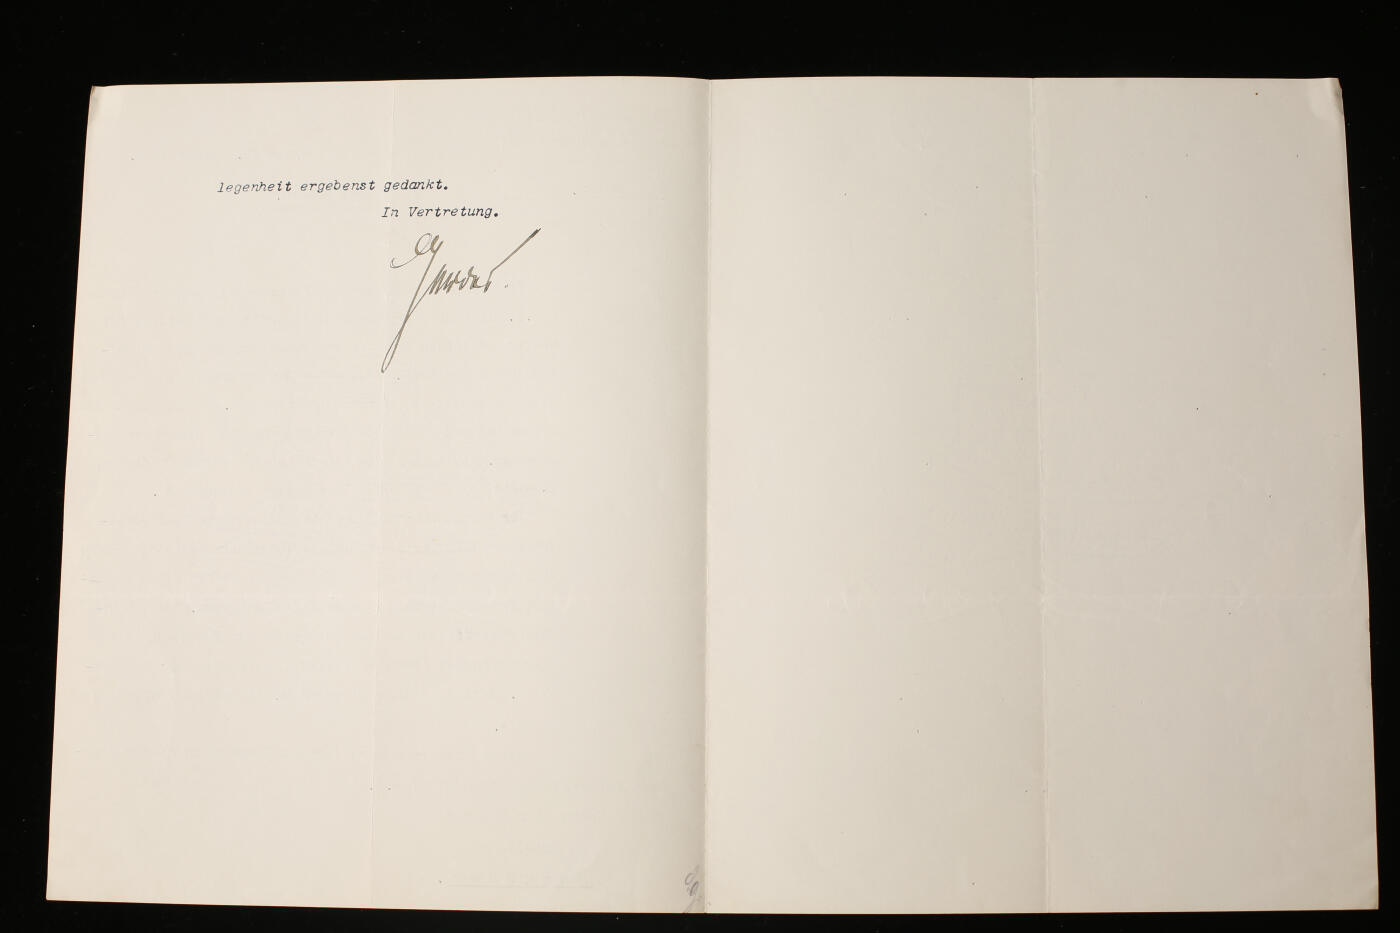 legenheit ergebenst gedankt.
In Vertretung.